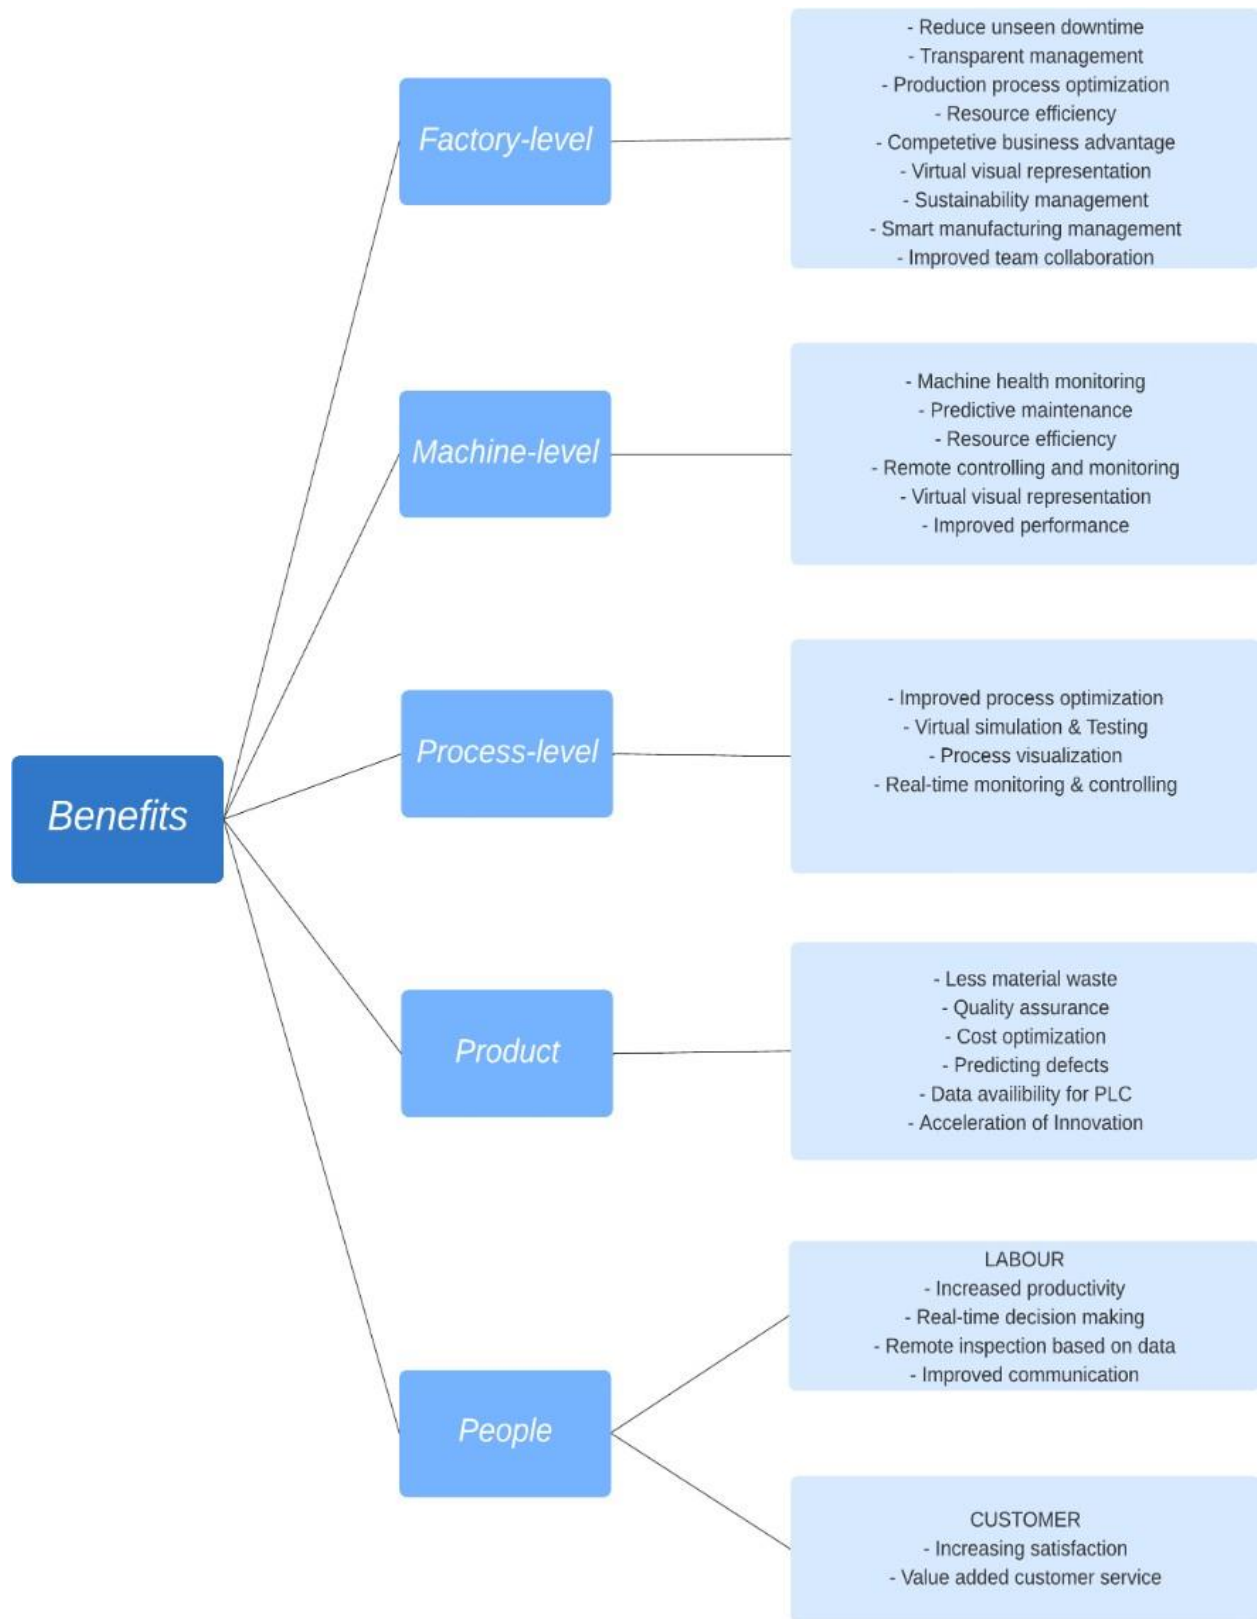 Benefits
Factory-level
- Reduce unseen downtime
- Transparent management
- Production process optimization
- Resource efficiency
- Competetive business advantage
- Virtual visual representation
- Sustainability management
- Smart manufacturing management
- Improved team collaboration
Machine-level
- Machine health monitoring
- Predictive maintenance
- Resource efficiency
- Remote controlling and monitoring
- Virtual visual representation
- Improved performance
Process-level
- Improved process optimization
- Virtual simulation & Testing
- Process visualization
- Real-time monitoring & controlling
Product
- Less material waste
- Quality assurance
- Cost optimization
- Predicting defects
- Data availibility for PLC
- Acceleration of Innovation
People
LABOUR
- Increased productivity
- Real-time decision making
- Remote inspection based on data
- Improved communication
CUSTOMER
- Increasing satisfaction
- Value added customer service